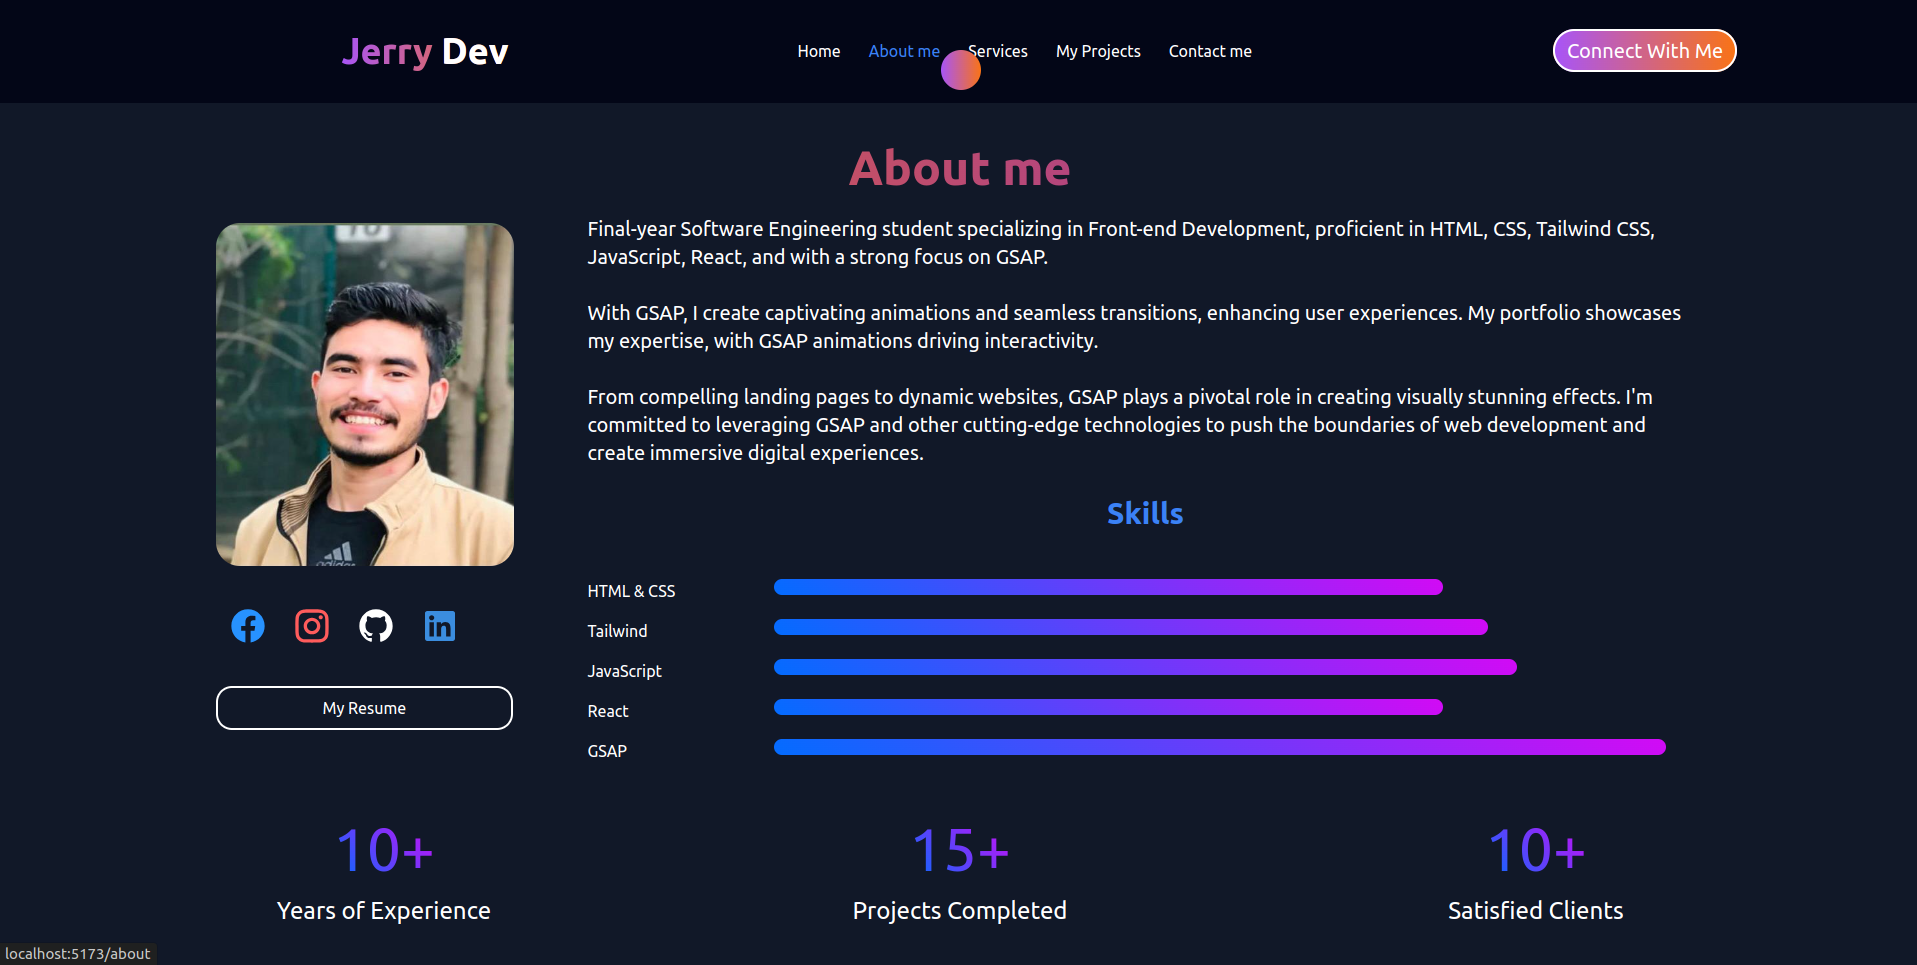 Jerry Dev
Home About me Services My Projects Contact me
Connect With Me
About me
Final-year Software Engineering student specializing in Front-end Development, proficient in HTML, CSS, Tailwind CSS,
JavaScript, React, and with a strong focus on GSAP.
With GSAP, I create captivating animations and seamless transitions, enhancing user experiences. My portfolio showcases
my expertise, with GSAP animations driving interactivity.
From compelling landing pages to dynamic websites, GSAP plays a pivotal role in creating visually stunning effects. I'm
committed to leveraging GSAP and other cutting-edge technologies to push the boundaries of web development and
create immersive digital experiences.
adidas
My Resume
Skills
HTML & CSS
Tailwind
JavaScript
React
GSAP
10+
Years of Experience
15+
Projects Completed
10+
Satisfied Clients
localhost:5173/about